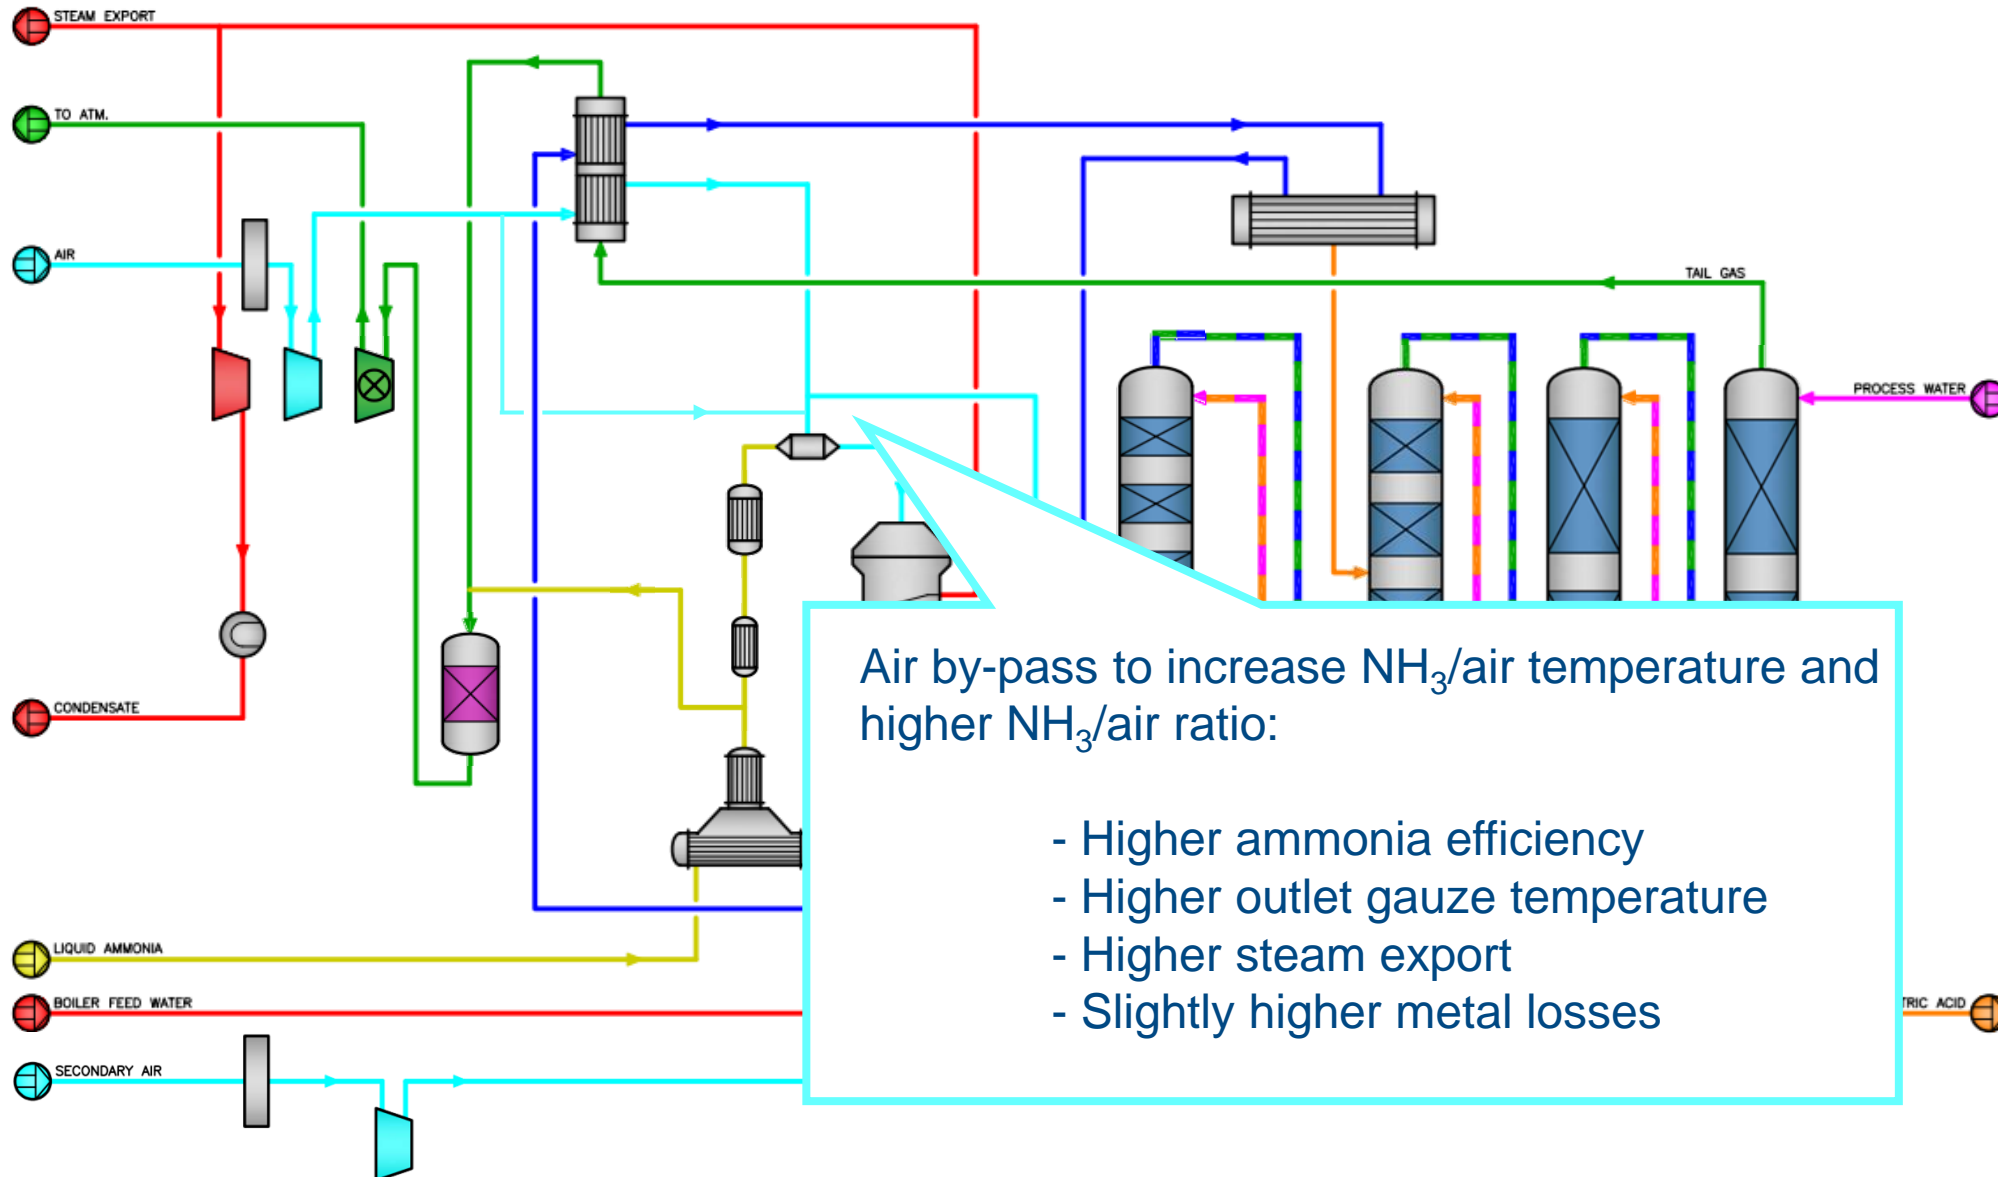 STEAM EXPORT
TO ATM.
AIR
TAIL GAS
PROCESS WATER
CONDENSATE
Air by-pass to increase NH₃/air temperature and
higher NH₃/air ratio:
- Higher ammonia efficiency
- Higher outlet gauze temperature
- Higher steam export
- Slightly higher metal losses
LIQUID AMMONIA
BOILER FEED WATER
TRIC ACID
SECONDARY AIR